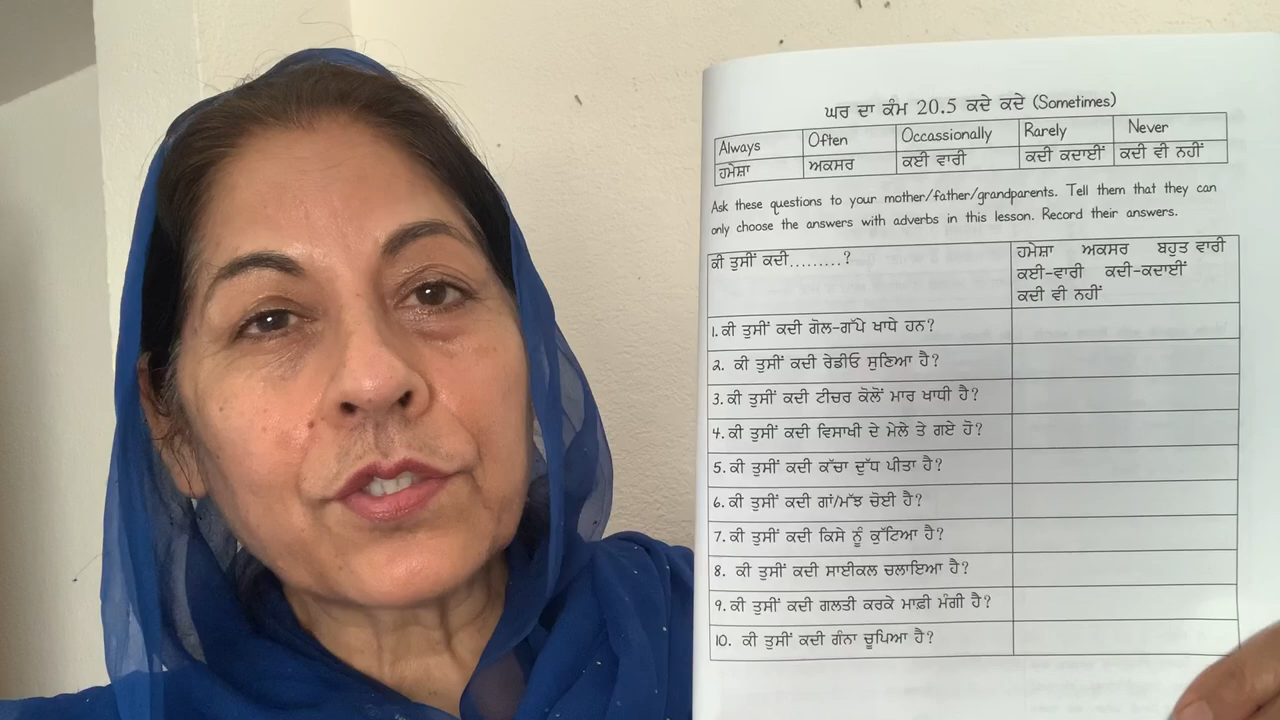 ਘਰ ਦਾ ਕੰਮ 20.5 ਕਦੇ ਕਦੇ (Sometimes)
Always Often Occassionally Rarely Never
ਹਮੇਸ਼ਾ ਅਕਸਰ ਕਈ ਵਾਰੀ ਕਦੀ ਕਦਾਈਂ ਕਦੀ ਵੀ ਨਹੀਂ
Ask these questions to your mother/father/grandparents. Tell them that they can
only choose the answers with adverbs in this lesson. Record their answers.
ਕੀ ਤੁਸੀਂ ਕਦੀ.........?
ਹਮੇਸ਼ਾ ਅਕਸਰ ਬਹੁਤ ਵਾਰੀ
ਕਈ-ਵਾਰੀ ਕਦੀ-ਕਦਾਈਂ
ਕਦੀ ਵੀ ਨਹੀਂ
1. ਕੀ ਤੁਸੀਂ ਕਦੀ ਗੋਲ-ਗੱਪੇ ਖਾਧੇ ਹਨ?
2. ਕੀ ਤੁਸੀਂ ਕਦੀ ਰੇਡੀਓ ਸੁਣਿਆ ਹੈ?
3. ਕੀ ਤੁਸੀਂ ਕਦੀ ਟੀਚਰ ਕੋਲੋਂ ਮਾਰ ਖਾਧੀ ਹੈ?
4. ਕੀ ਤੁਸੀਂ ਕਦੀ ਵਿਸਾਖੀ ਦੇ ਮੇਲੇ ਤੇ ਗਏ ਹੋ?
5. ਕੀ ਤੁਸੀਂ ਕਦੀ ਕੱਚਾ ਦੁੱਧ ਪੀਤਾ ਹੈ?
6. ਕੀ ਤੁਸੀਂ ਕਦੀ ਗਾਂ/ਮੱਝ ਚੋਈ ਹੈ?
7. ਕੀ ਤੁਸੀਂ ਕਦੀ ਕਿਸੇ ਨੂੰ ਕੁੱਟਿਆ ਹੈ?
8. ਕੀ ਤੁਸੀਂ ਕਦੀ ਸਾਈਕਲ ਚਲਾਇਆ ਹੈ?
9. ਕੀ ਤੁਸੀਂ ਕਦੀ ਗਲਤੀ ਕਰਕੇ ਮਾਫ਼ੀ ਮੰਗੀ ਹੈ?
10. ਕੀ ਤੁਸੀਂ ਕਦੀ ਗੰਨਾ ਚੂਪਿਆ ਹੈ?